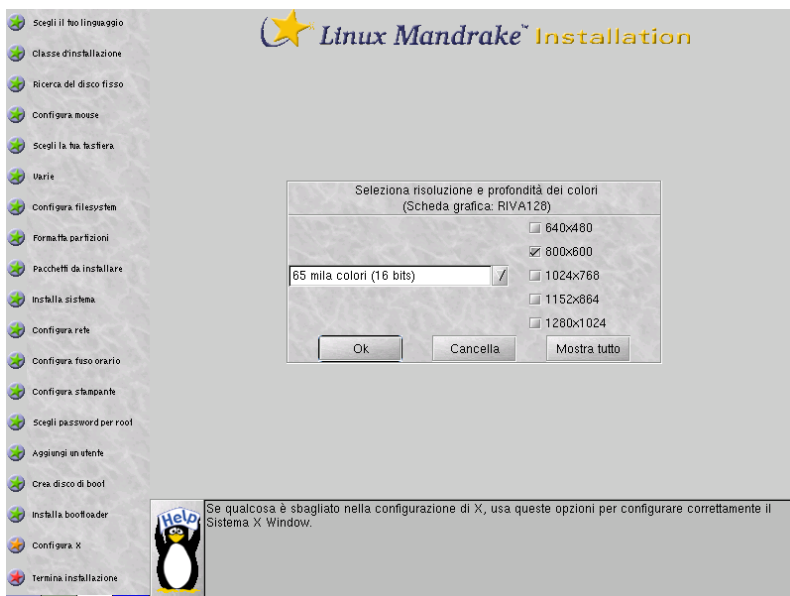 Linux Mandrake~ Installation
Scegli il tuo linguaggio
Classe d'installazione
Ricerca del disco fisso
Configura mouse
Scegli la tua tastiera
Varie
Configura filesystem
Formatta partizioni
Pacchetti da installare
Installa sistema
Configura rete
Configura fuso orario
Configura stampante
Scegli password per root
Aggiungi un utente
Crea disco di boot
Installa bootloader
Configura X
Termina installazione
Seleziona risoluzione e profondità dei colori
(Scheda grafica: RIVA128)
65 mila colori (16 bits)
640x480
800x600
1024x768
1152x864
1280x1024
Ok
Cancella
Mostra tutto
Help
Se qualcosa è sbagliato nella configurazione di X, usa queste opzioni per configurare correttamente il
Sistema X Window.